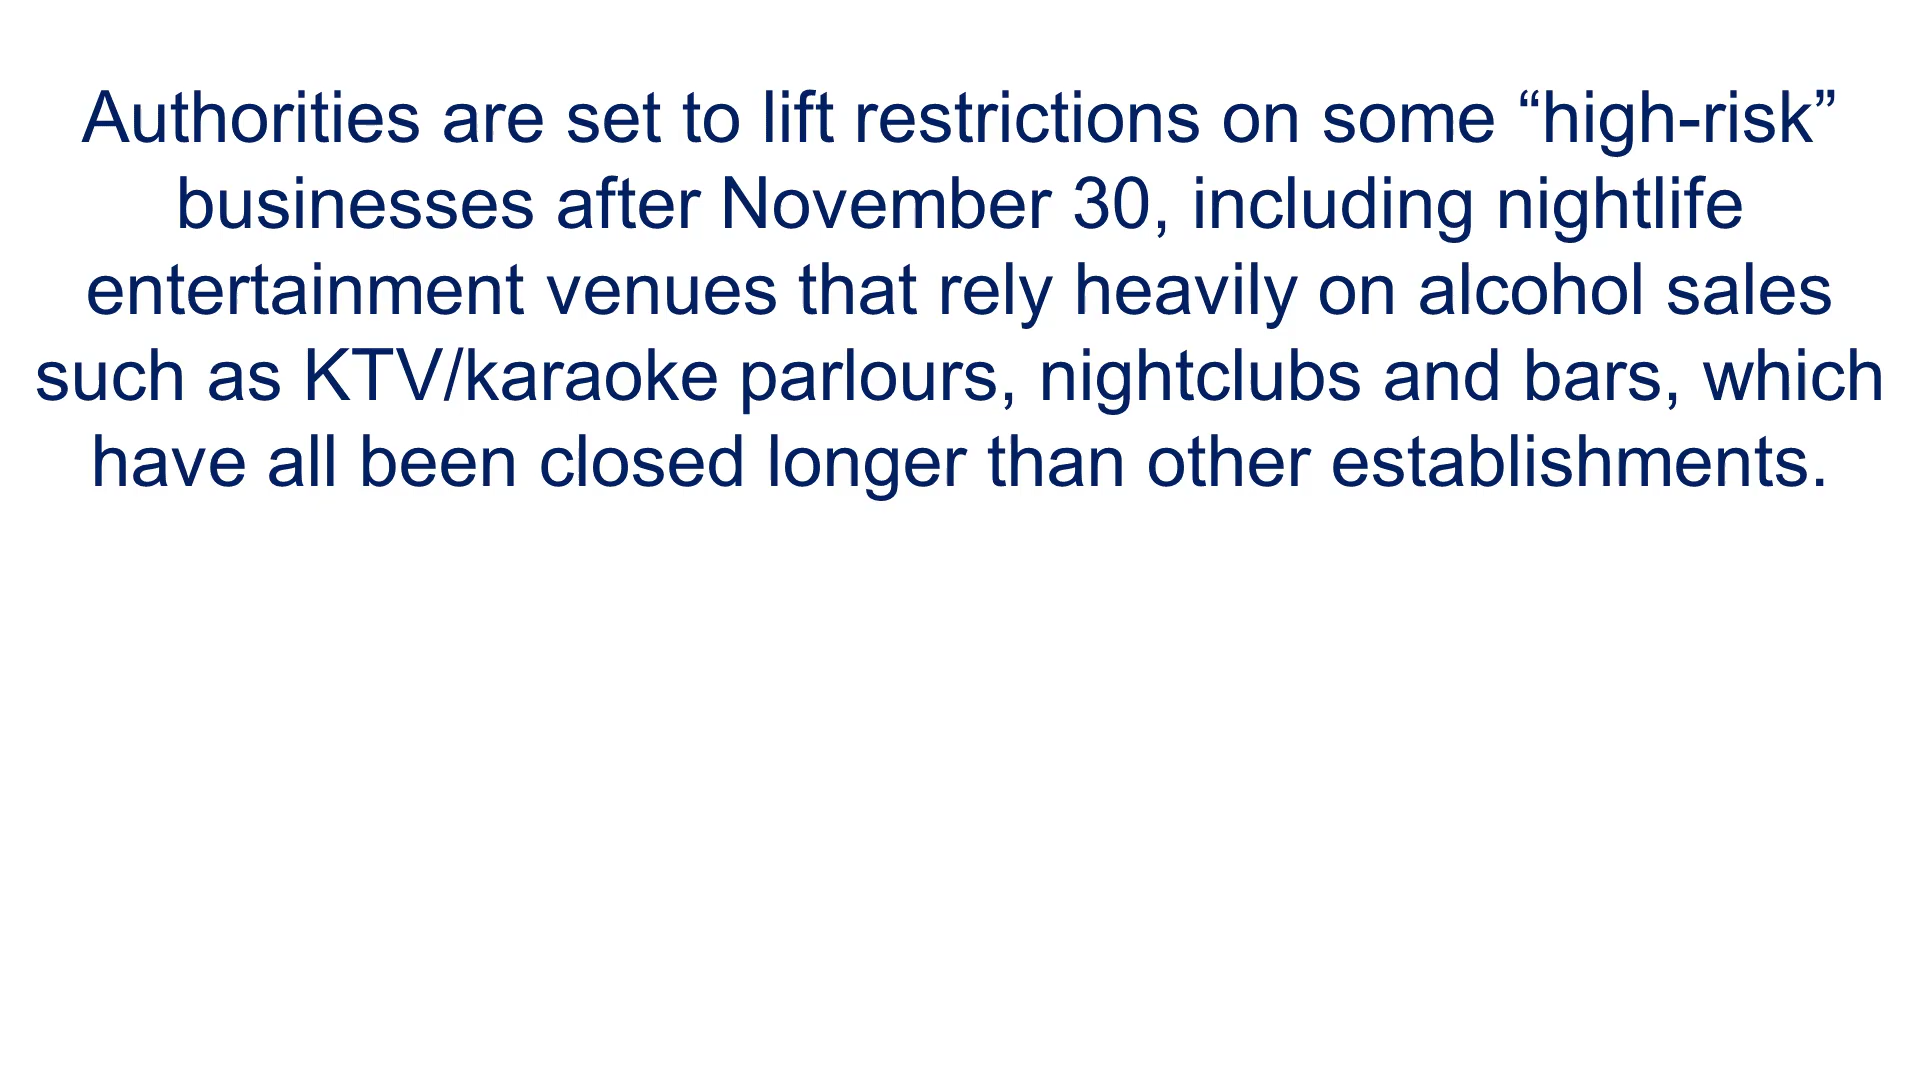 Authorities are set to lift restrictions on some “high-risk”
businesses after November 30, including nightlife
entertainment venues that rely heavily on alcohol sales
such as KTV/karaoke parlours, nightclubs and bars, which
have all been closed longer than other establishments.